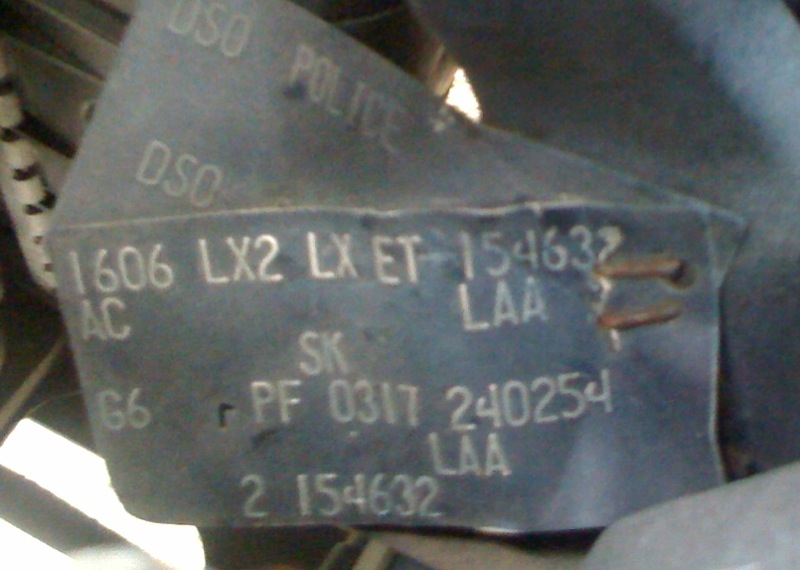 DSO POLICE
DSO
1606 LX2 LX ET 154632
AC LAA
SK
G6 PF 0317 240254
LAA
2 154632